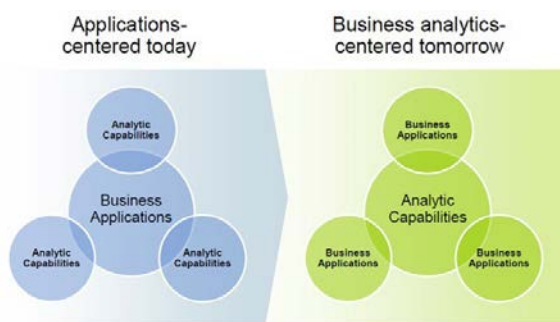 Applications-
centered today
Business analytics-
centered tomorrow
Analytic
Capabilities
Business
Applications
Analytic
Capabilities
Analytic
Capabilities
Business
Applications
Analytic
Capabilities
Business
Applications
Business
Applications